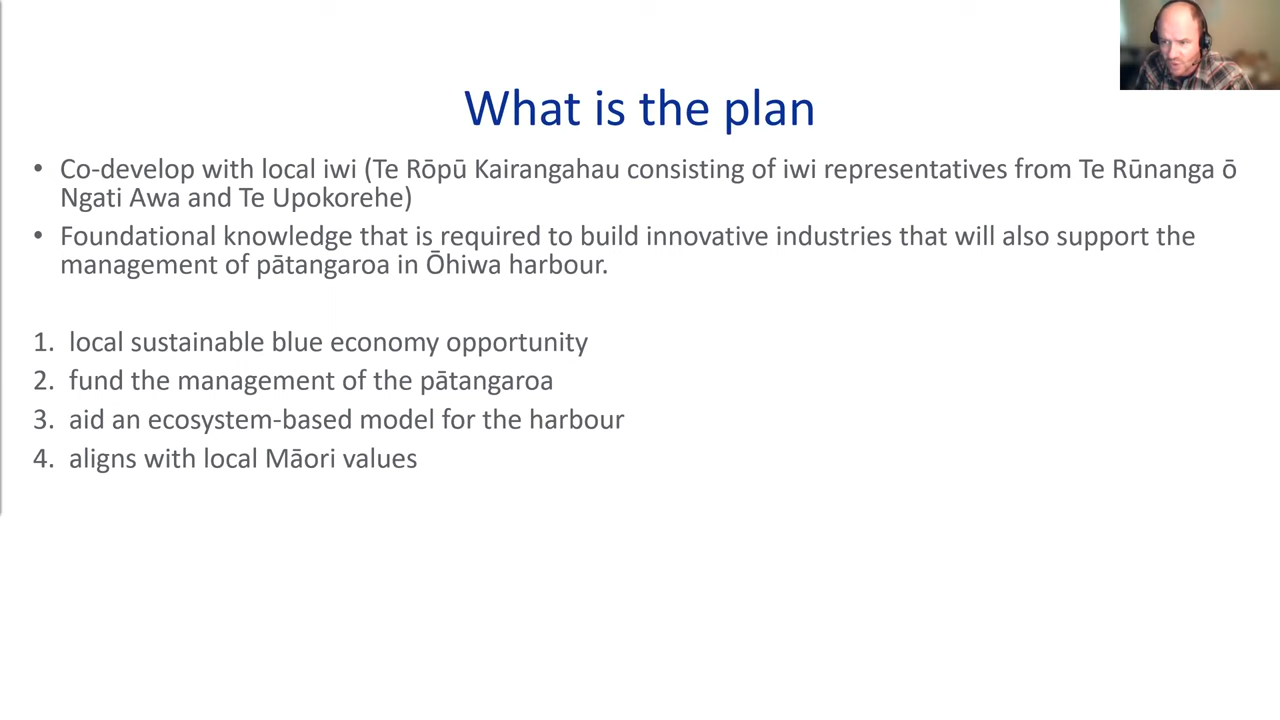 What is the plan
• Co-develop with local iwi (Te Rōpū Kairangahau consisting of iwi representatives from Te Rūnanga ō
Ngati Awa and Te Upokorehe)
• Foundational knowledge that is required to build innovative industries that will also support the
management of pātangaroa in Ōhiwa harbour.
1. local sustainable blue economy opportunity
2. fund the management of the pātangaroa
3. aid an ecosystem-based model for the harbour
4. aligns with local Māori values